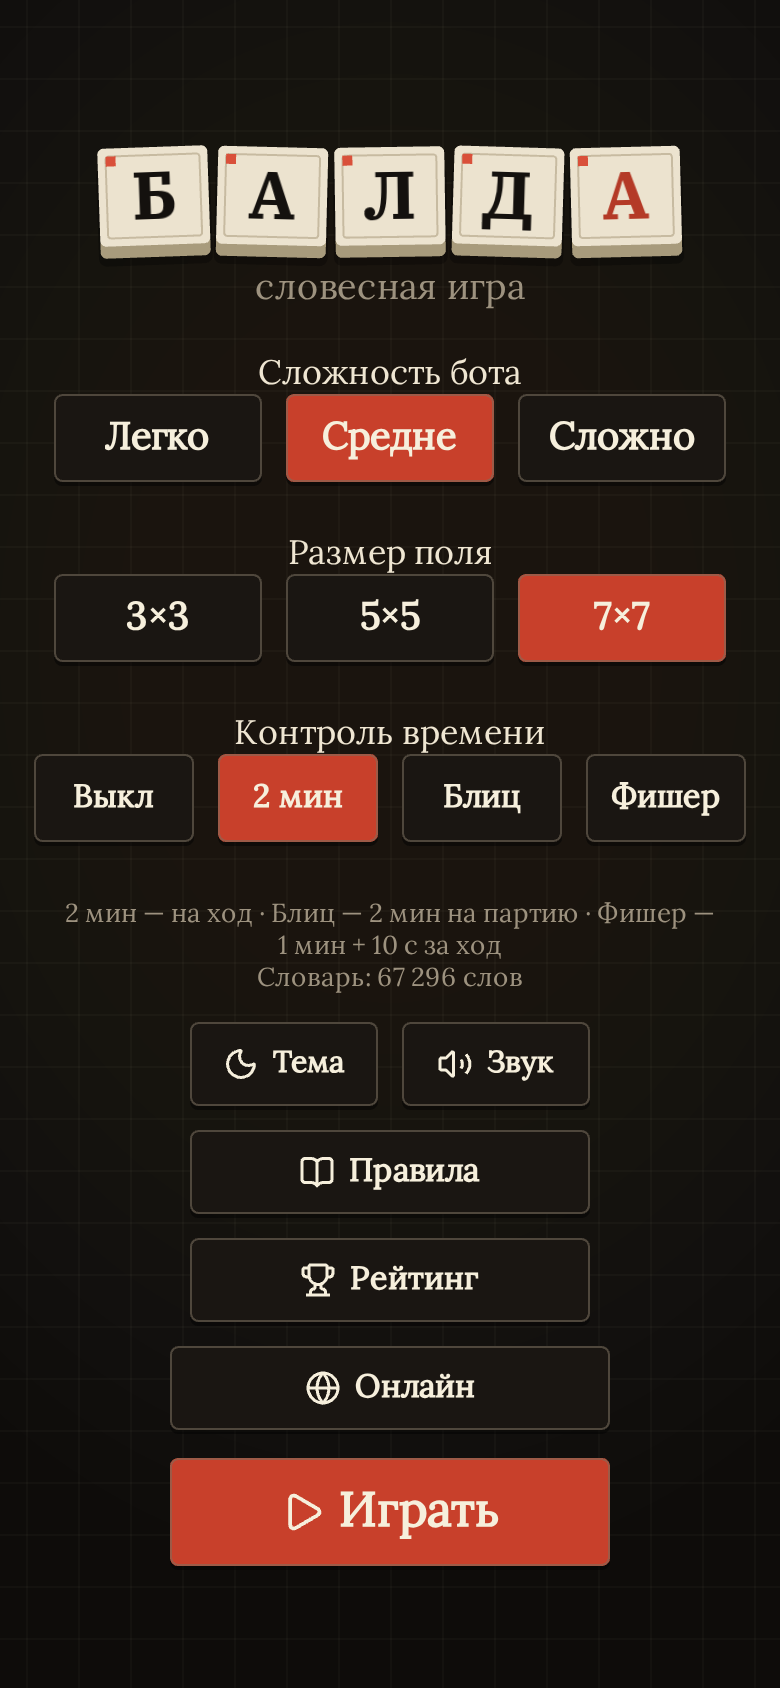 БАЛДА
словесная игра
Сложность бота
Легко Средне Сложно
Размер поля
3×3 5×5 7×7
Контроль времени
Выкл 2 мин Блиц Фишер
2 мин — на ход · Блиц — 2 мин на партию · Фишер —
1 мин + 10 с за ход
Словарь: 67 296 слов
Тема Звук
Правила
Рейтинг
Онлайн
Играть